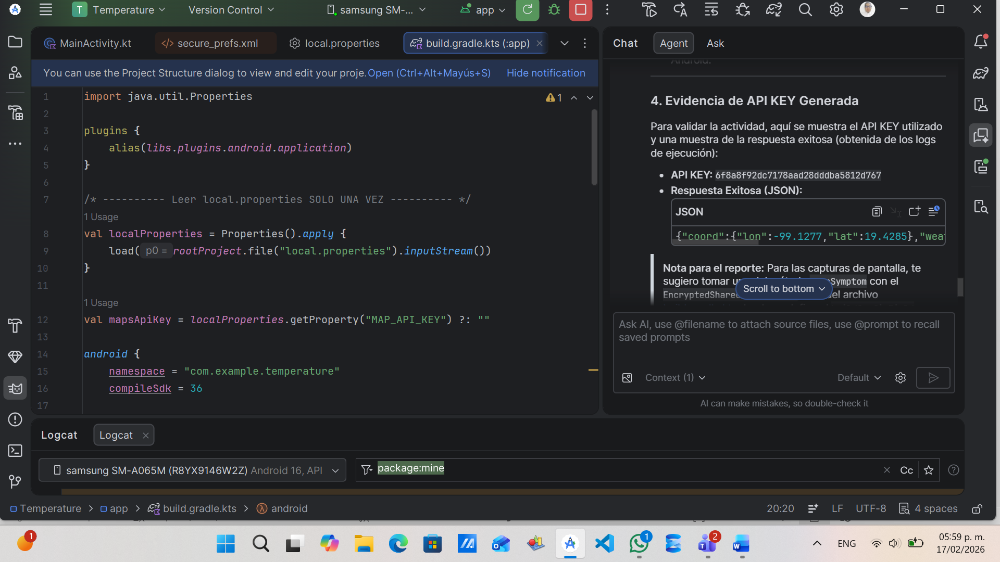 T Temperature
Version Control
samsung SM-...
app
MainActivity.kt
secure_prefs.xml
local.properties
build.gradle.kts (:app)
You can use the Project Structure dialog to view and edit your proje. Open (Ctrl+Alt+Mayús+S) Hide notification
1 import java.util.Properties
1
2
3 plugins {
4 alias(libs.plugins.android.application)
5 }
6
7 /* ---------- Leer local.properties SOLO UNA VEZ ---------- */
1 Usage
8 val localProperties = Properties().apply {
9 load( p0 = rootProject.file("local.properties").inputStream())
10 }
11
1 Usage
12 val mapsApiKey = localProperties.getProperty("MAP_API_KEY") ?: ""
13
14 android {
15 namespace = "com.example.temperature"
16 compileSdk = 36
17
Chat Agent Ask
Android.
4. Evidencia de API KEY Generada
Para validar la actividad, aquí se muestra el API KEY utilizado
y una muestra de la respuesta exitosa (obtenida de los logs
de ejecución):
• API KEY: 6f8a8f92dc7178aad28dddba5812d767
• Respuesta Exitosa (JSON):
JSON
{"coord":{"lon":-99.1277,"lat":19.4285},"wea
Nota para el reporte: Para las capturas de pantalla, te
sugiero tomar Symptom con el
EncryptedShare del archivo
Scroll to bottom
Ask AI, use @filename to attach source files, use @prompt to recall
saved prompts
Context (1)
Default
AI can make mistakes, so double-check it
Logcat Logcat
samsung SM-A065M (R8YX9146W2Z) Android 16, API
package:mine
Cc
Temperature > app > build.gradle.kts > android
20:20 LF UTF-8 4 spaces
1
1
2
ENG
05:59 p. m.
17/02/2026